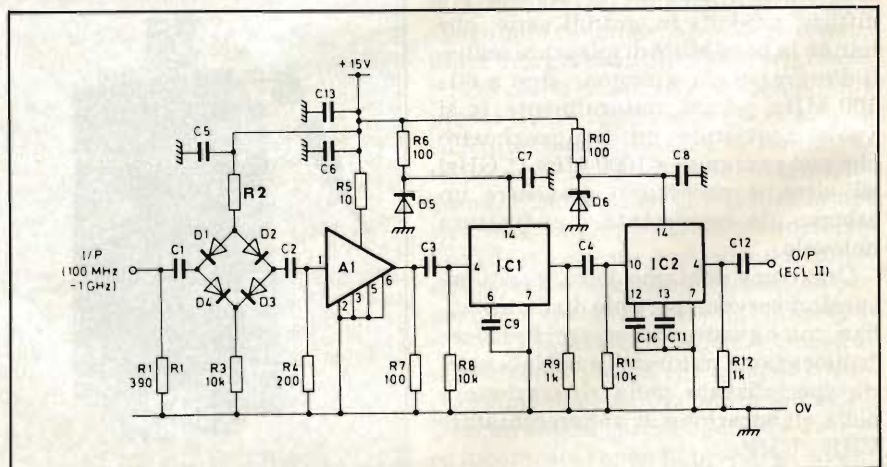 + 15V
C13
C5
C6
R6
100
R10
100
C7
C8
R2
R5
10
D5
D6
D1
D2
D4
D3
I/P
(100 MHz
-1 GHz)
C1
C2
1
A1
2
3
5
6
C3
4
14
IC1
6
7
C9
C4
10
14
IC2
4
12
13
7
C10
C11
C12
O/P
(ECL II)
R1
390
R1
R3
10k
R4
200
R7
100
R8
10k
R9
1k
R11
10k
R12
1k
0V